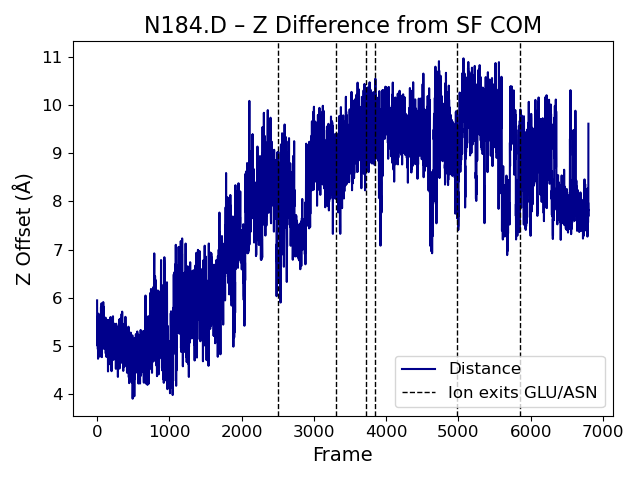 N184.D – Z Difference from SF COM
Z Offset (Å)
11
10
9
8
7
6
5
4
Distance
Ion exits GLU/ASN
0 1000 2000 3000 4000 5000 6000 7000
Frame